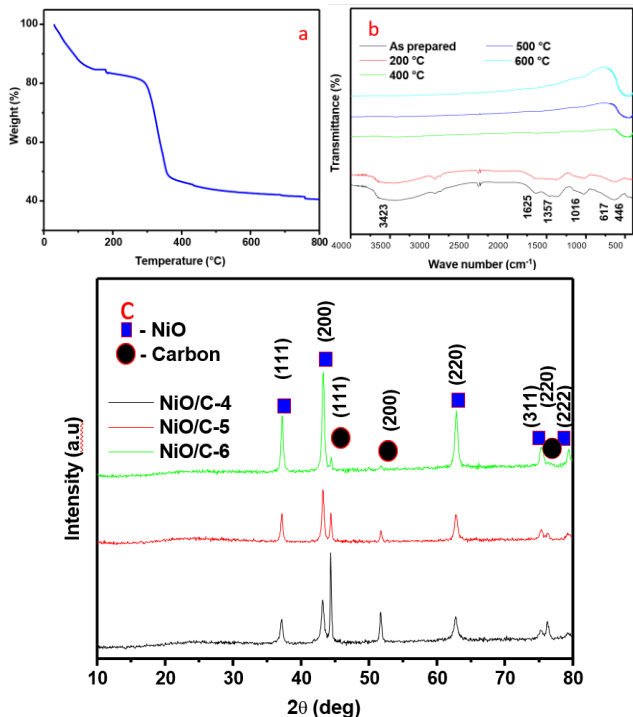 a
100
80
60
40
0
200
400
600
800
Weight (%)
Temperature (°C)
b
As prepared
200 °C
400 °C
500 °C
600 °C
Transmittance (%)
3423
1625
1357
1016
617
446
4000
3500
3000
2500
2000
1500
1000
500
Wave number (cm-1)
C
- NiO
- Carbon
NiO/C-4
NiO/C-5
NiO/C-6
(111)
(200)
(111)
(200)
(220)
(311)
(220)
(222)
Intensity (a.u)
10
20
30
40
50
60
70
80
2θ (deg)